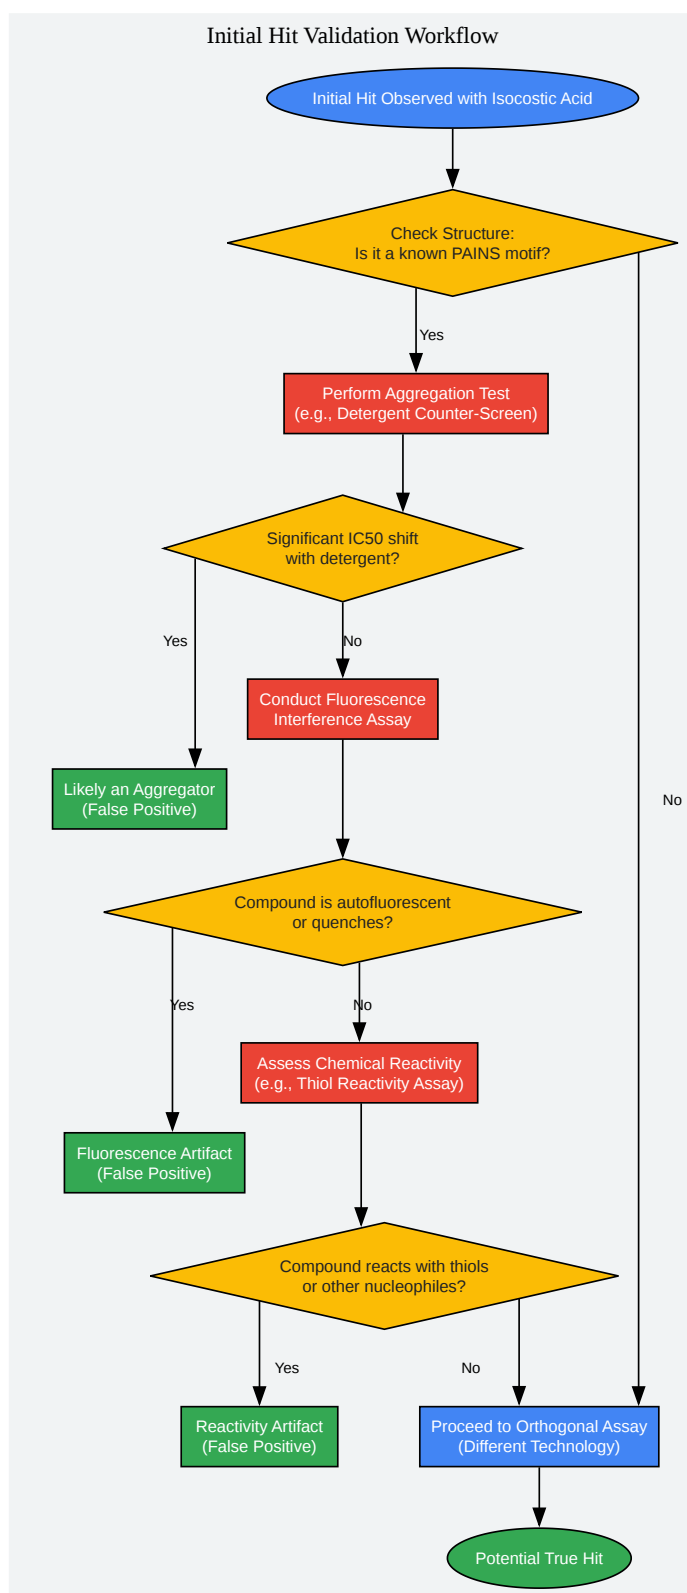 Initial Hit Validation Workflow
Initial Hit Observed with Isocostic Acid
Check Structure:
Is it a known PAINS motif?
Yes
Perform Aggregation Test
(e.g., Detergent Counter-Screen)
Significant IC50 shift
with detergent?
Yes
No
Conduct Fluorescence
Interference Assay
Likely an Aggregator
(False Positive)
No
Compound is autofluorescent
or quenches?
Yes
No
Assess Chemical Reactivity
(e.g., Thiol Reactivity Assay)
Fluorescence Artifact
(False Positive)
Compound reacts with thiols
or other nucleophiles?
Yes
No
Reactivity Artifact
(False Positive)
Proceed to Orthogonal Assay
(Different Technology)
Potential True Hit